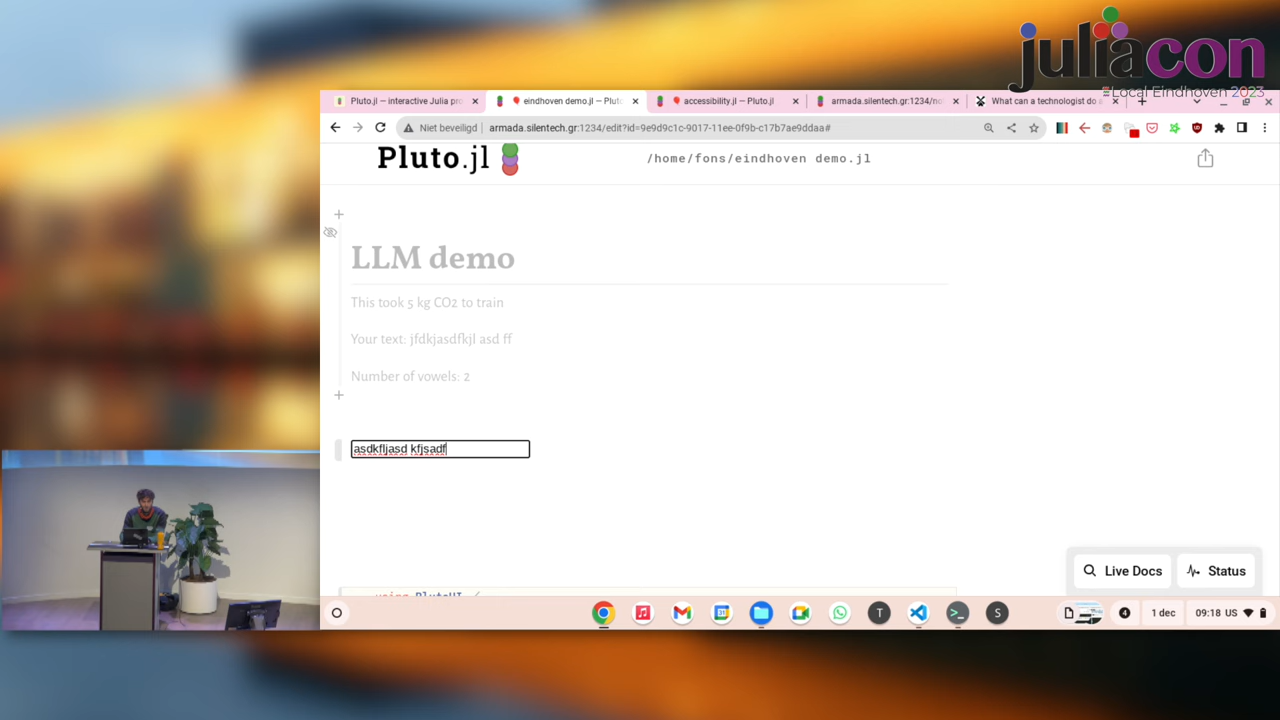 juliacon
Local Eindhoven 2023
Pluto.jl — interactive Julia pro
eindhoven demo.jl — Pluto
accessibility.jl — Pluto.jl
armada.silentech.gr:1234/no
What can a technologist do a
Niet beveiligd
armada.silentech.gr:1234/edit?id=9e9d9c1c-9017-11ee-0f9b-c17b7ae9ddaa#
Pluto.jl
/home/fons/eindhoven demo.jl
LLM demo
This took 5 kg CO2 to train
Your text: jfdkjasdfkjl asd ff
Number of vowels: 2
asdkfljasd kfjsadf
Live Docs
Status
T
S
4
1 dec
09:18 US